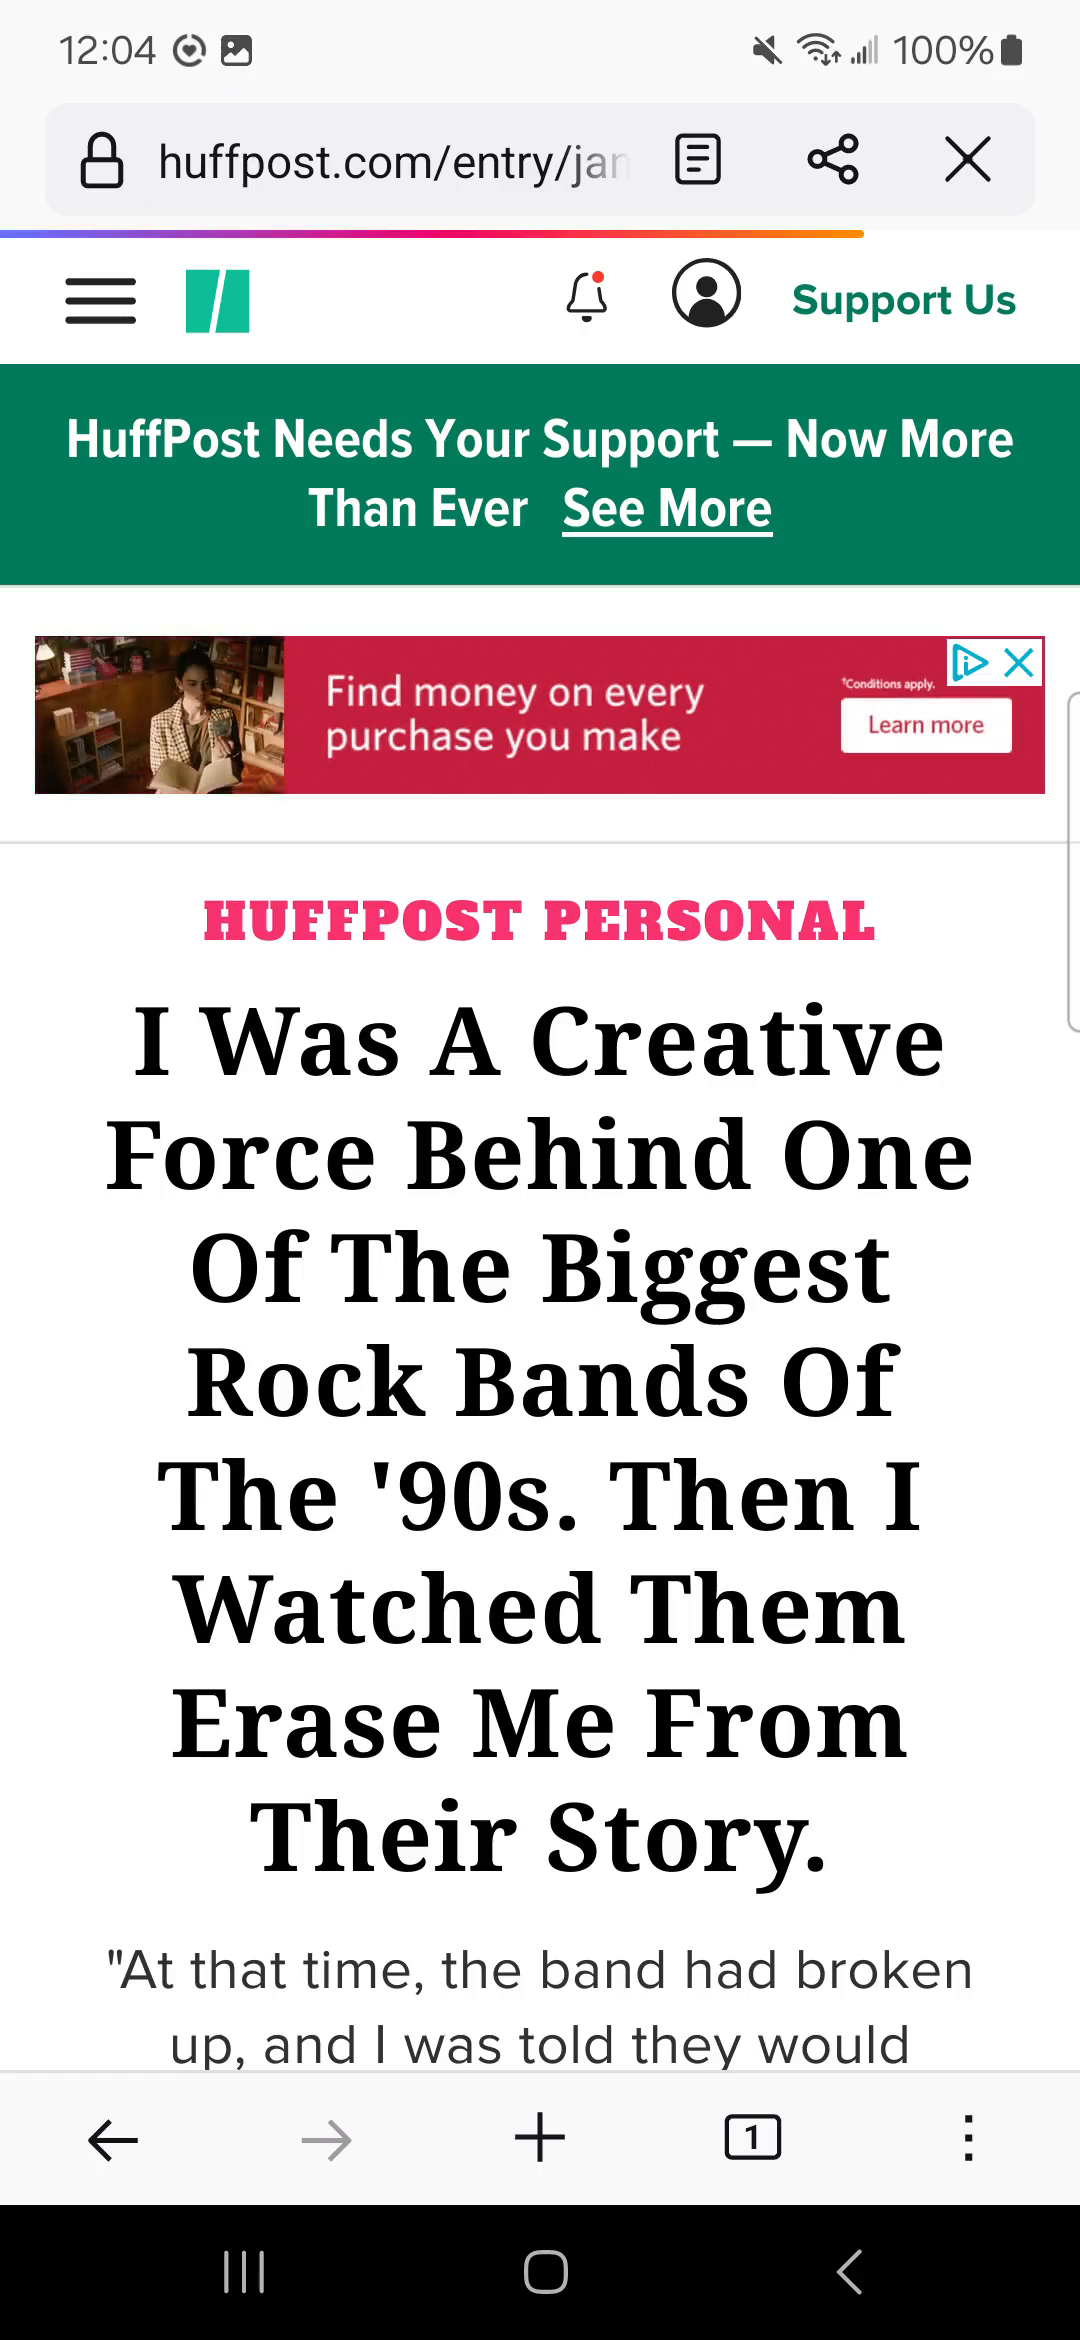 12:04
100%
huffpost.com/entry/jan
Support Us
HuffPost Needs Your Support — Now More
Than Ever See More
Find money on every
purchase you make
†Conditions apply.
Learn more
HUFFPOST PERSONAL
I Was A Creative
Force Behind One
Of The Biggest
Rock Bands Of
The '90s. Then I
Watched Them
Erase Me From
Their Story.
"At that time, the band had broken
up, and I was told they would
1